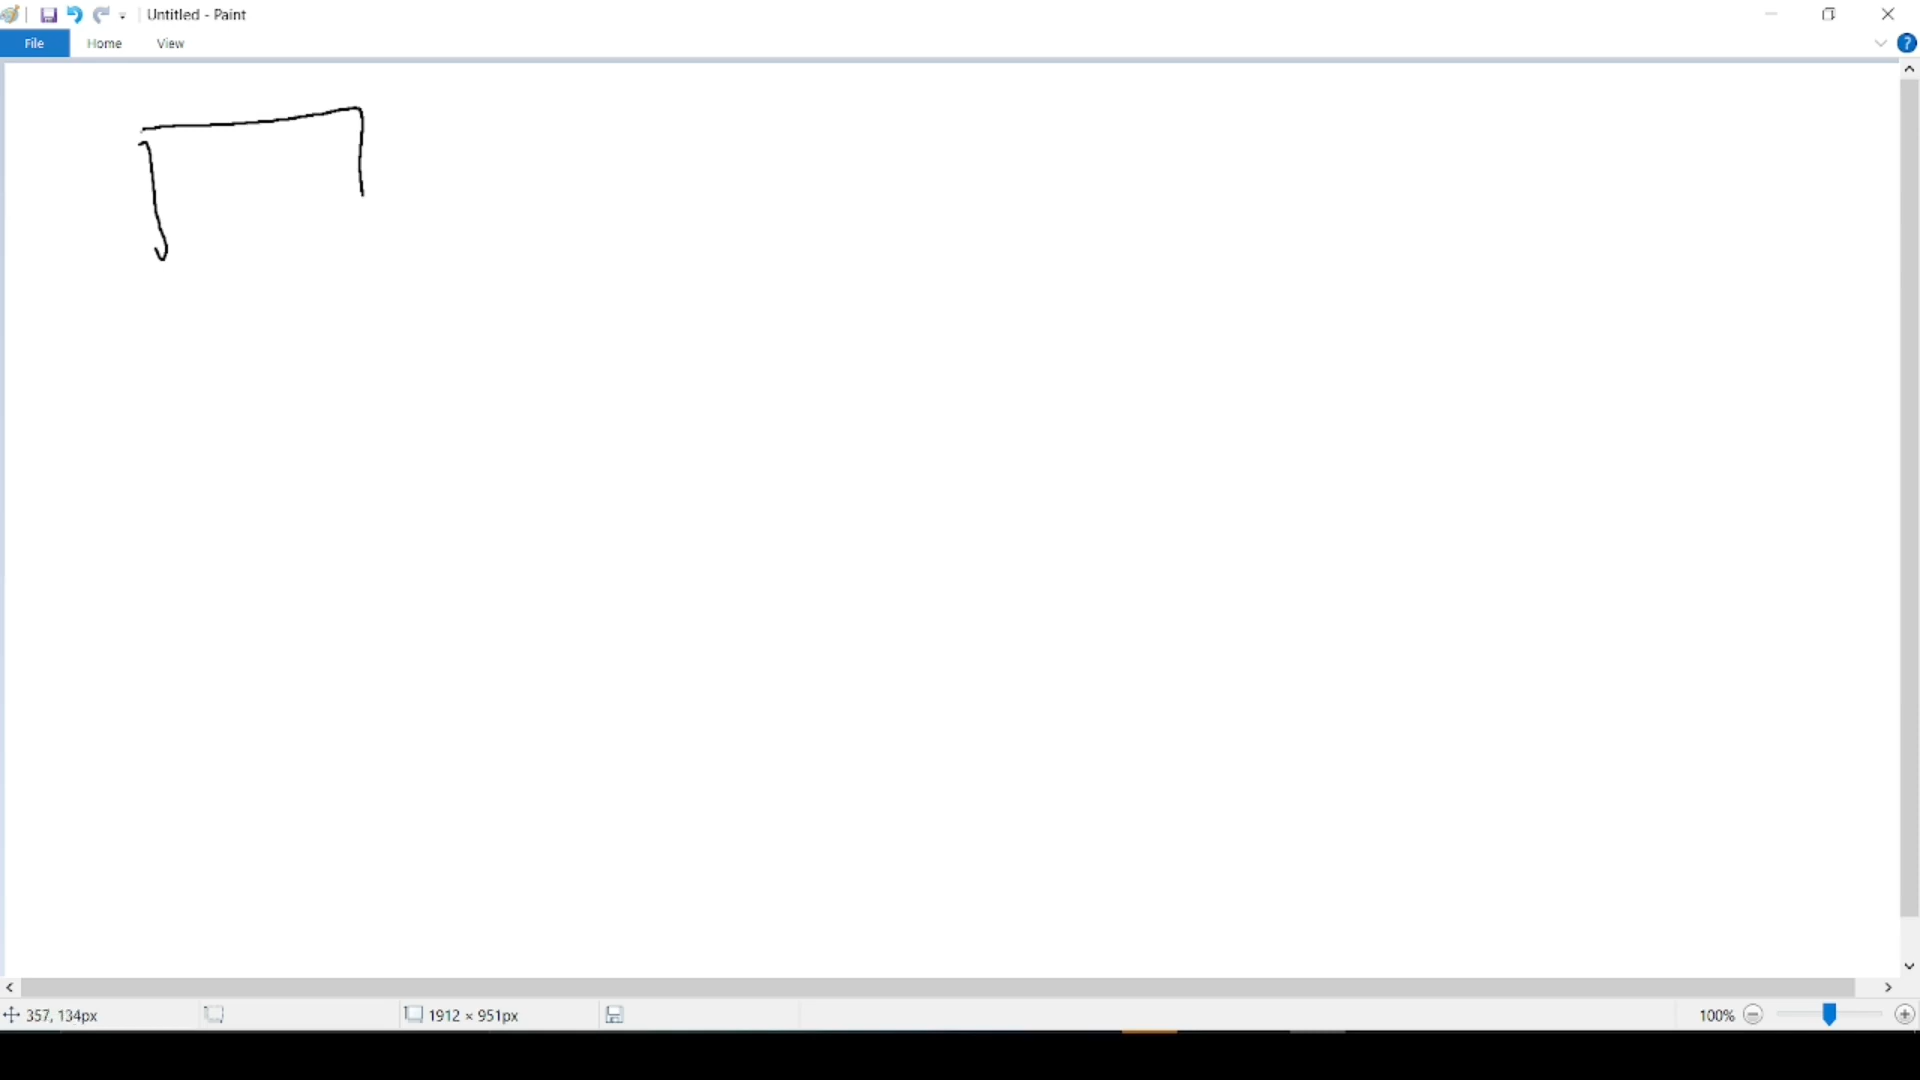 Untitled - Paint
File Home View
357, 134px 1912 × 951px 100%